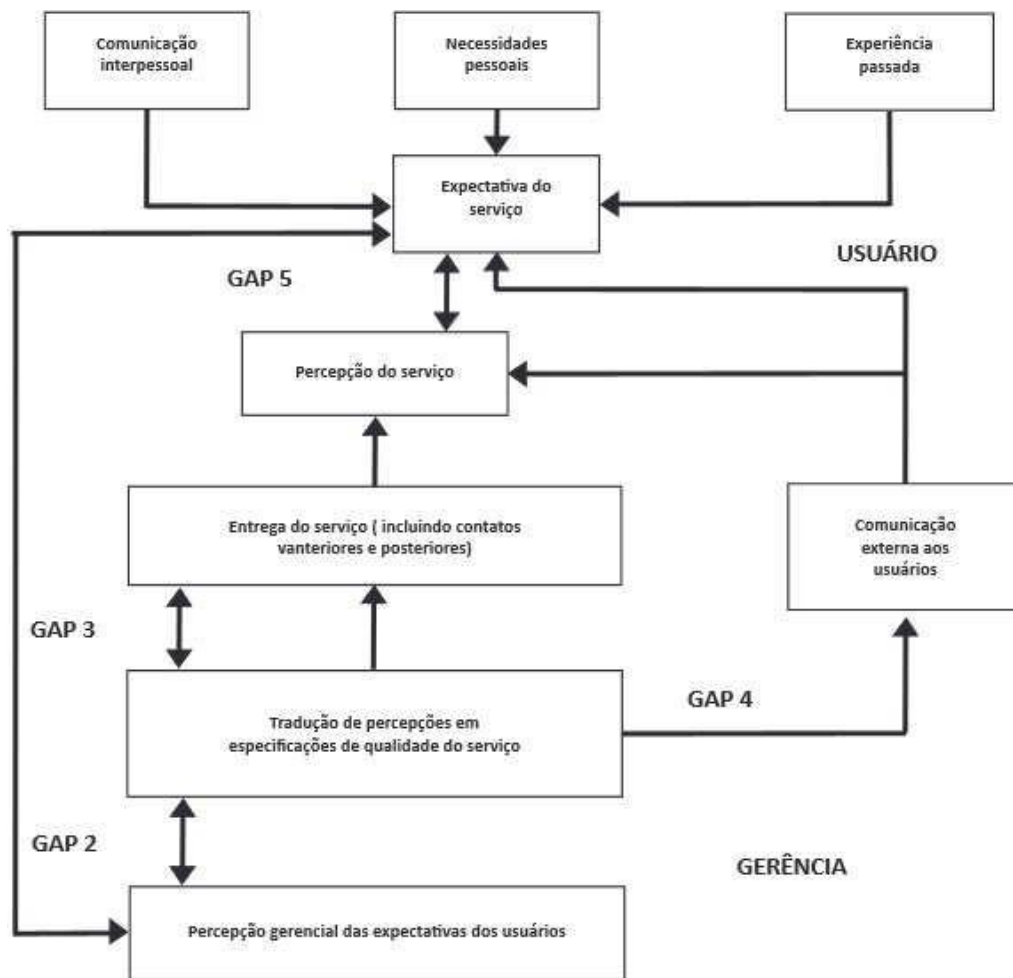 Comunicação
interpessoal
Necessidades
pessoais
Experiência
passada
Expectativa do
serviço
USUÁRIO
GAP 5
Percepção do serviço
Entrega do serviço ( incluindo contatos
vanteriores e posteriores)
Comunicação
externa aos
usuários
GAP 3
Tradução de percepções em
especificações de qualidade do serviço
GAP 4
GAP 2
GERÊNCIA
Percepção gerencial das expectativas dos usuários